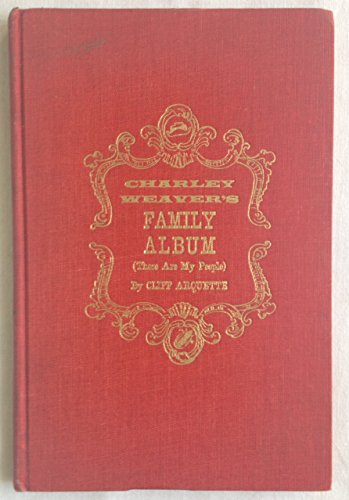 CHARLEY
WEAVER'S
FAMILY
ALBUM
(These Are My People)
By CLIFF ARQUETTE